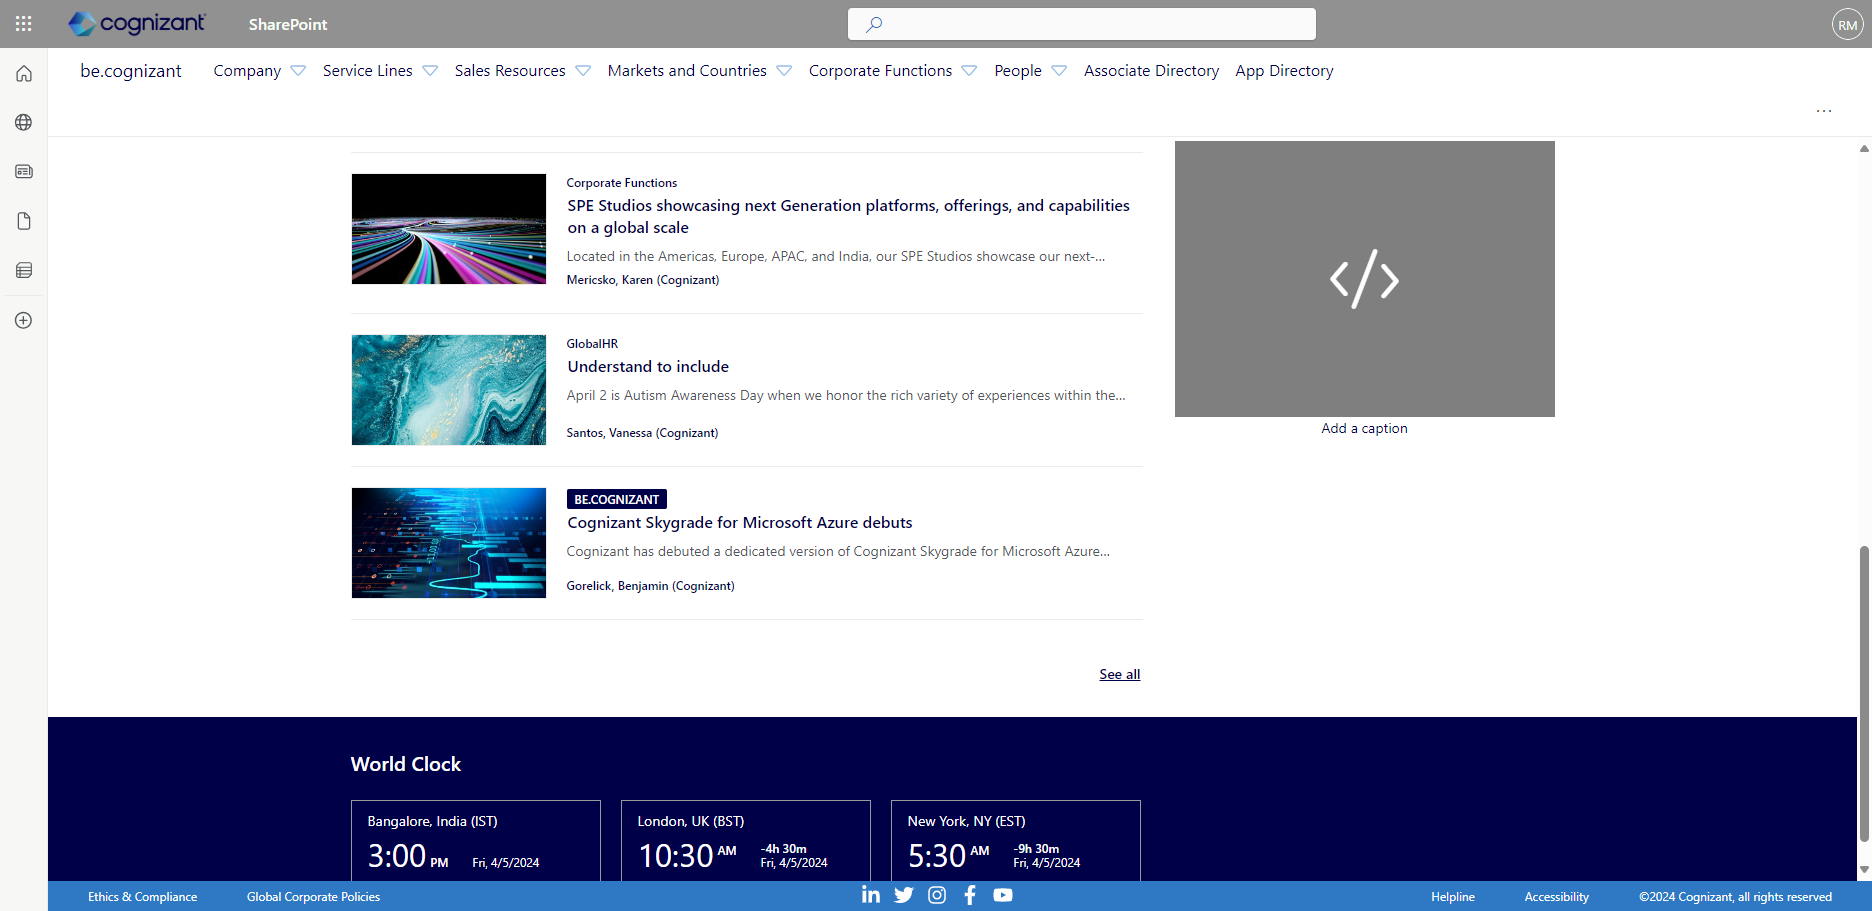 cognizant
SharePoint
RM
be.cognizant
Company
Service Lines
Sales Resources
Markets and Countries
Corporate Functions
People
Associate Directory
App Directory
...
Corporate Functions
SPE Studios showcasing next Generation platforms, offerings, and capabilities
on a global scale
Located in the Americas, Europe, APAC, and India, our SPE Studios showcase our next-...
Mericsko, Karen (Cognizant)
GlobalHR
Understand to include
April 2 is Autism Awareness Day when we honor the rich variety of experiences within the...
Santos, Vanessa (Cognizant)
BE.COGNIZANT
Cognizant Skygrade for Microsoft Azure debuts
Cognizant has debuted a dedicated version of Cognizant Skygrade for Microsoft Azure...
Gorelick, Benjamin (Cognizant)
See all
</>
Add a caption
World Clock
Bangalore, India (IST)
3:00 PM Fri, 4/5/2024
London, UK (BST)
10:30 AM -4h 30m
Fri, 4/5/2024
New York, NY (EST)
5:30 AM -9h 30m
Fri, 4/5/2024
Ethics & Compliance
Global Corporate Policies
Helpline
Accessibility
©2024 Cognizant, all rights reserved